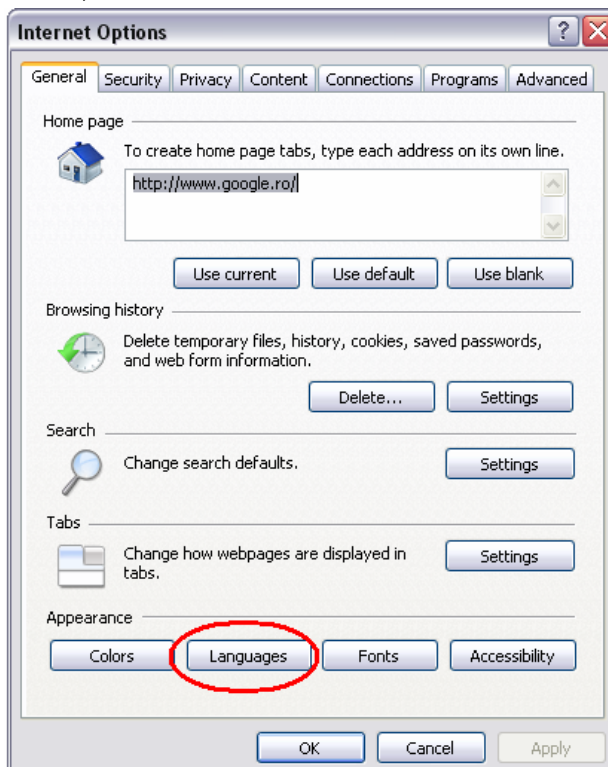 Internet Options
General Security Privacy Content Connections Programs Advanced
Home page
To create home page tabs, type each address on its own line.
http://www.google.ro/
Use current Use default Use blank
Browsing history
Delete temporary files, history, cookies, saved passwords,
and web form information.
Delete... Settings
Search
Change search defaults. Settings
Tabs
Change how webpages are displayed in
tabs.
Settings
Appearance
Colors Languages Fonts Accessibility
OK Cancel Apply